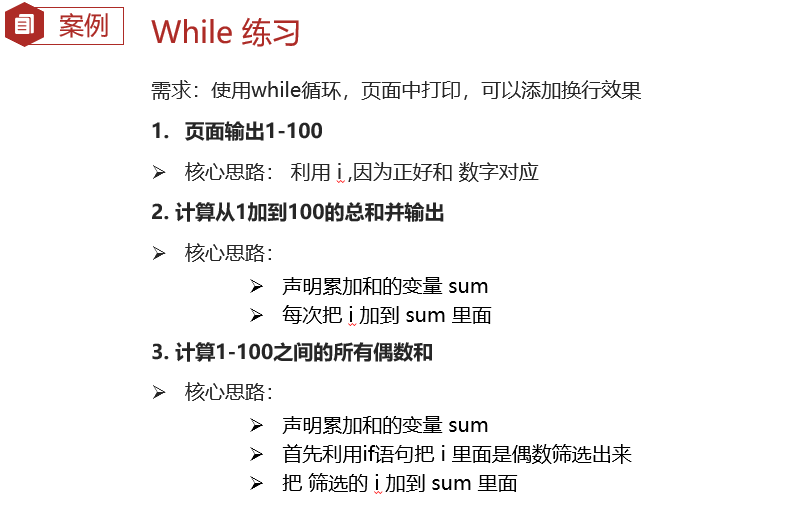 案例
While 练习
需求：使用while循环，页面中打印，可以添加换行效果
1. 页面输出1-100
➢ 核心思路： 利用 i ,因为正好和 数字对应
2. 计算从1加到100的总和并输出
➢ 核心思路：
➢ 声明累加和的变量 sum
➢ 每次把 i 加到 sum 里面
3. 计算1-100之间的所有偶数和
➢ 核心思路：
➢ 声明累加和的变量 sum
➢ 首先利用if语句把 i 里面是偶数筛选出来
➢ 把 筛选的 i 加到 sum 里面